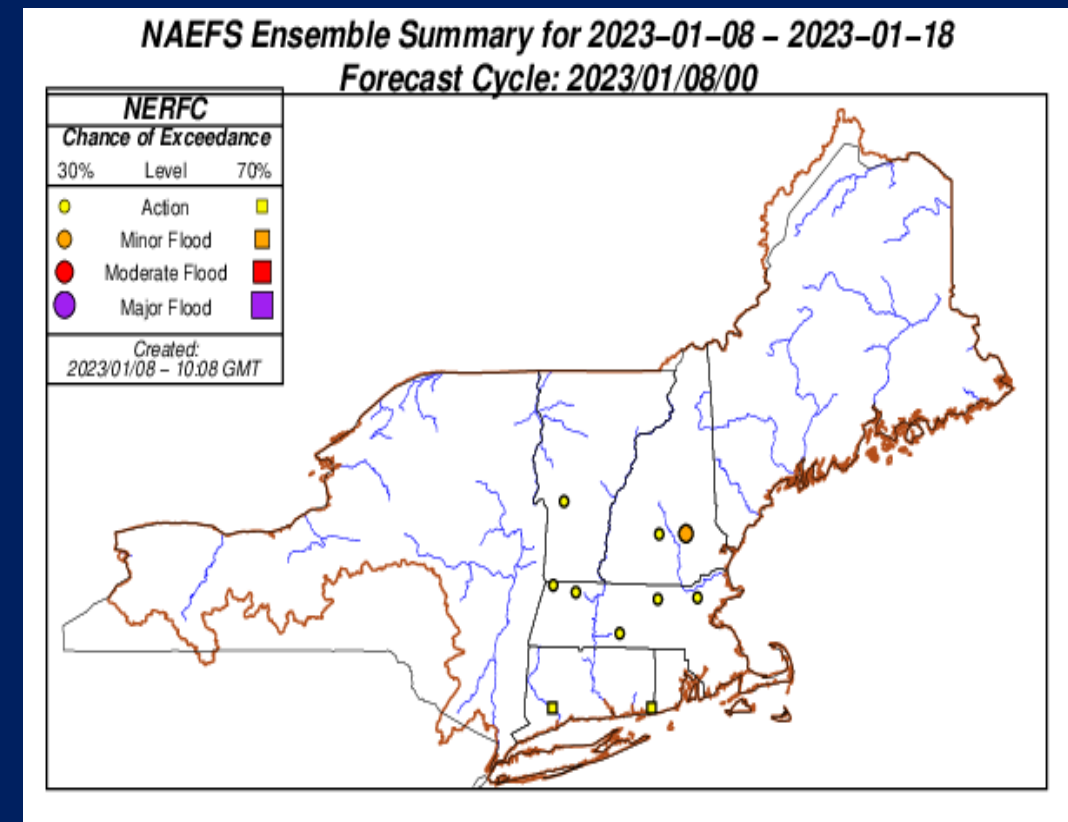 NAEFS Ensemble Summary for 2023–01–08 – 2023–01–18
Forecast Cycle: 2023/01/08/00
NERFC
Chance of Exceedance
30% Level 70%
Action
Minor Flood
Moderate Flood
Major Flood
Created:
2023/01/08 – 10:08 GMT